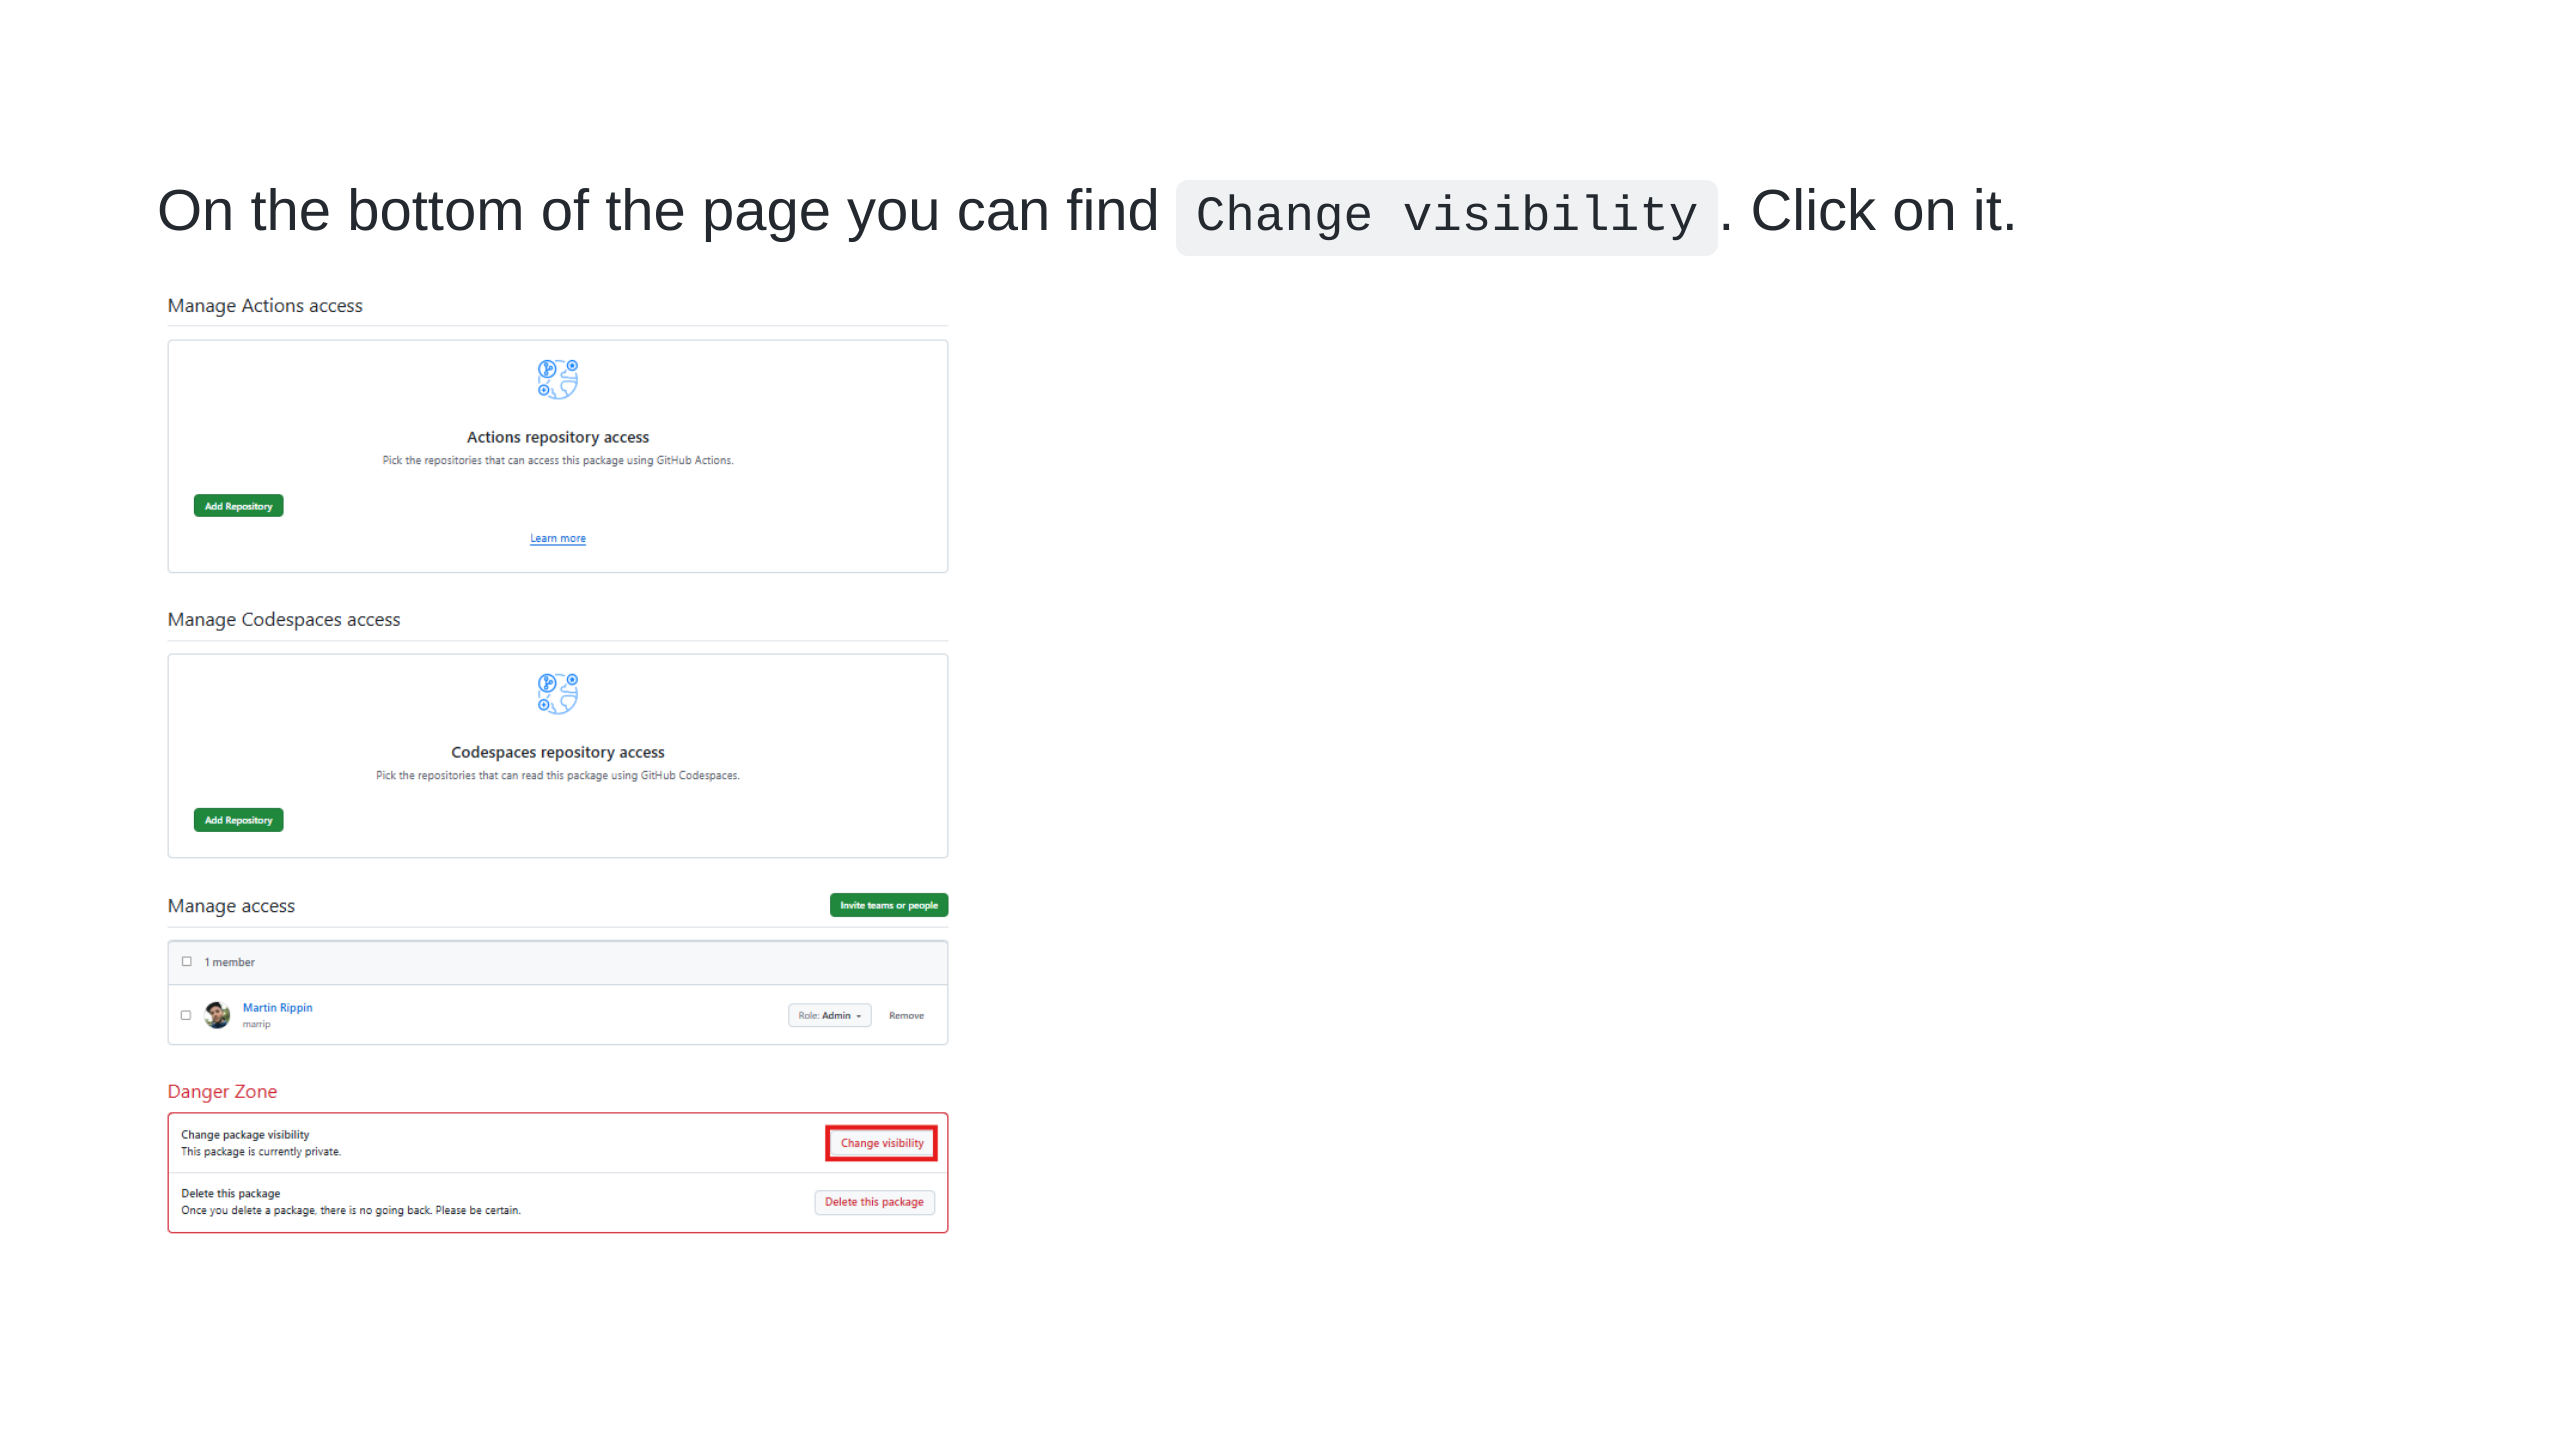 On the bottom of the page you can find Change visibility. Click on it.
Manage Actions access
Actions repository access
Pick the repositories that can access this package using GitHub Actions.
Add Repository
Learn more
Manage Codespaces access
Codespaces repository access
Pick the repositories that can read this package using GitHub Codespaces.
Add Repository
Manage access
Invite teams or people
1 member
Martin Rippin
marrip
Role: Admin
Remove
Danger Zone
Change package visibility
This package is currently private.
Change visibility
Delete this package
Once you delete a package, there is no going back. Please be certain.
Delete this package